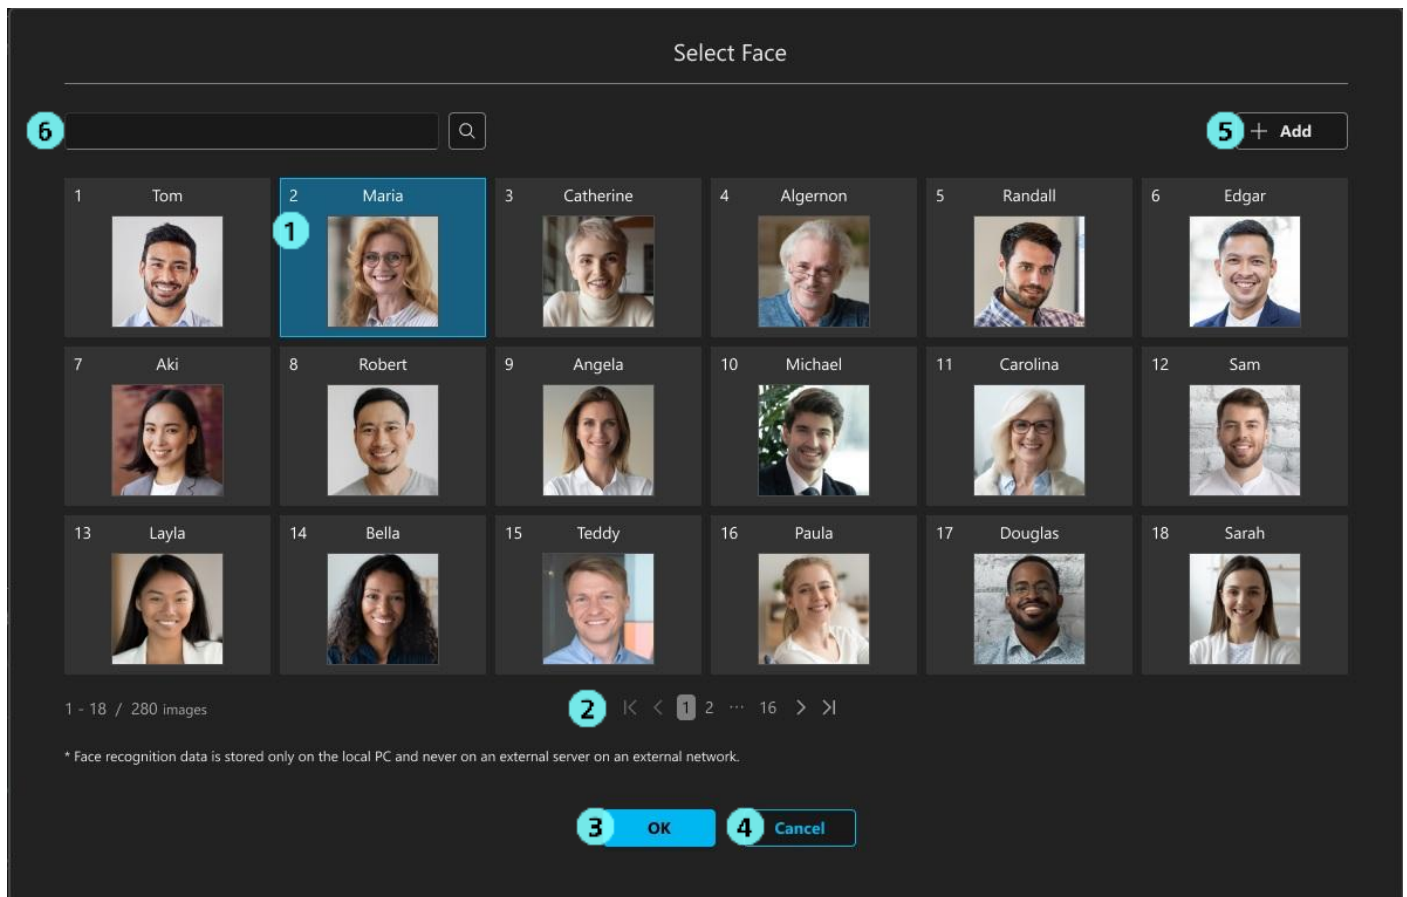 Select Face
6
5 + Add
1 Tom
2 Maria
3 Catherine
4 Algernon
5 Randall
6 Edgar
1
7 Aki
8 Robert
9 Angela
10 Michael
11 Carolina
12 Sam
13 Layla
14 Bella
15 Teddy
16 Paula
17 Douglas
18 Sarah
1 - 18 / 280 images
2 1 2 ··· 16
* Face recognition data is stored only on the local PC and never on an external server on an external network.
3 OK
4 Cancel